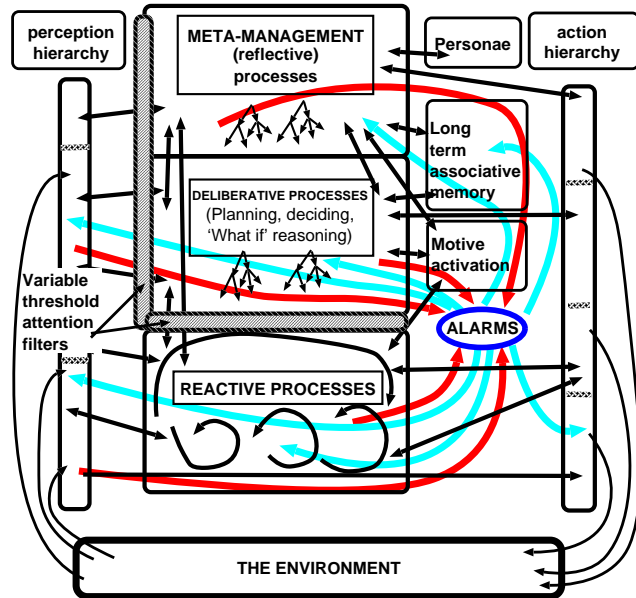 perception
hierarchy
META-MANAGEMENT
(reflective)
processes
Personae
action
hierarchy
Long
term
associative
memory
DELIBERATIVE PROCESSES
(Planning, deciding,
‘What if’ reasoning)
Motive
activation
Variable
threshold
attention
filters
ALARMS
REACTIVE PROCESSES
THE ENVIRONMENT